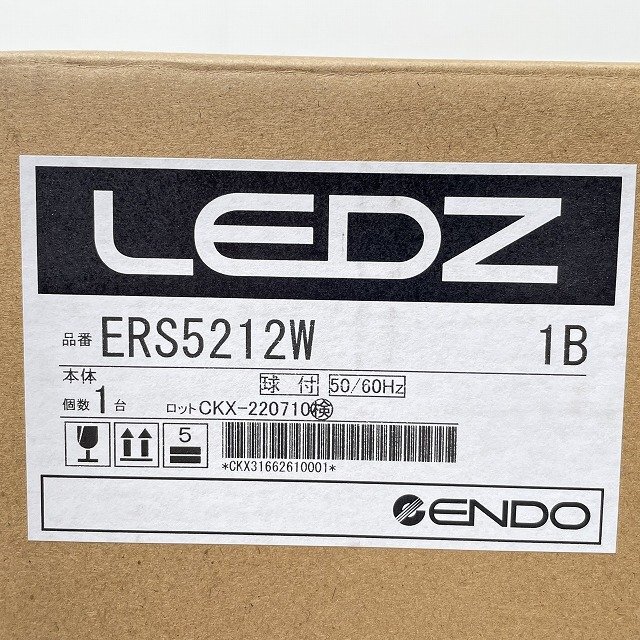 LEDZ
品番 ERS5212W 1B
本体 球付 50/60Hz
個数 1台 ロット CKX-220710 検
5
*CKX31662610001*
ENDO